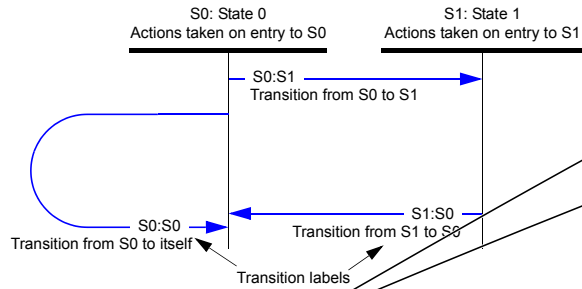 S0: State 0
Actions taken on entry to S0
S1: State 1
Actions taken on entry to S1
S0:S1
Transition from S0 to S1
S1:S0
Transition from S1 to S0
S0:S0
Transition from S0 to itself
Transition labels